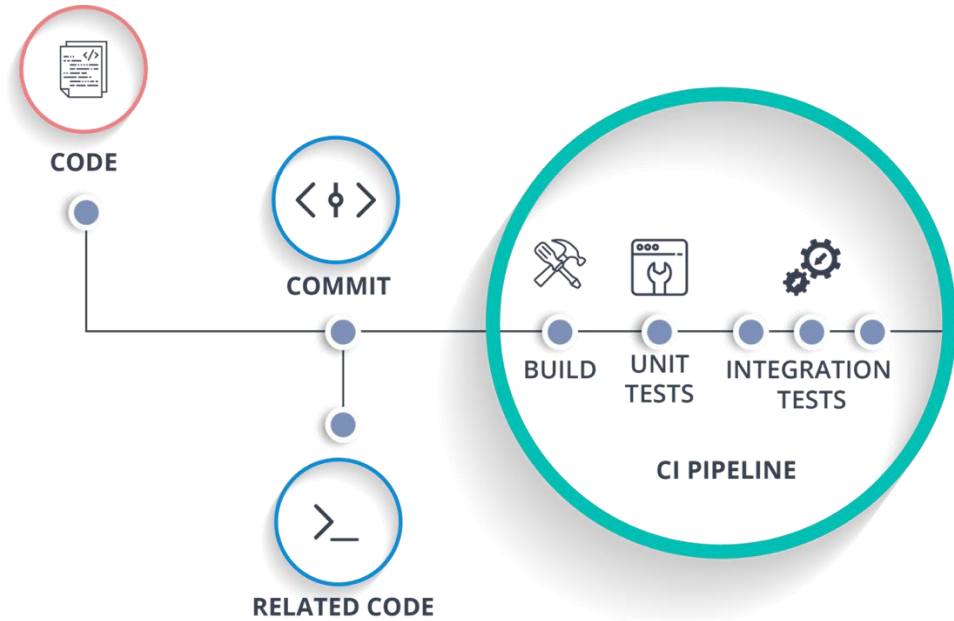 CODE
COMMIT
RELATED CODE
BUILD
UNIT
TESTS
INTEGRATION
TESTS
CI PIPELINE